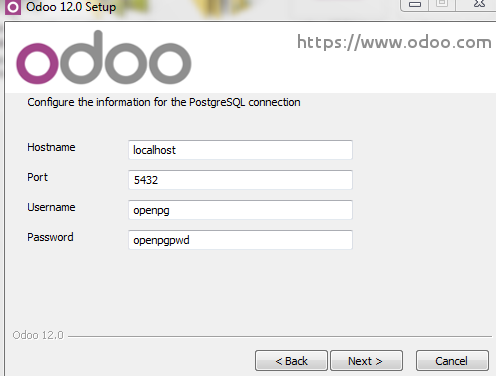 Odoo 12.0 Setup
odoo
https://www.odoo.com
Configure the information for the PostgreSQL connection
Hostname localhost
Port 5432
Username openpg
Password openpgpwd
Odoo 12.0
< Back Next > Cancel